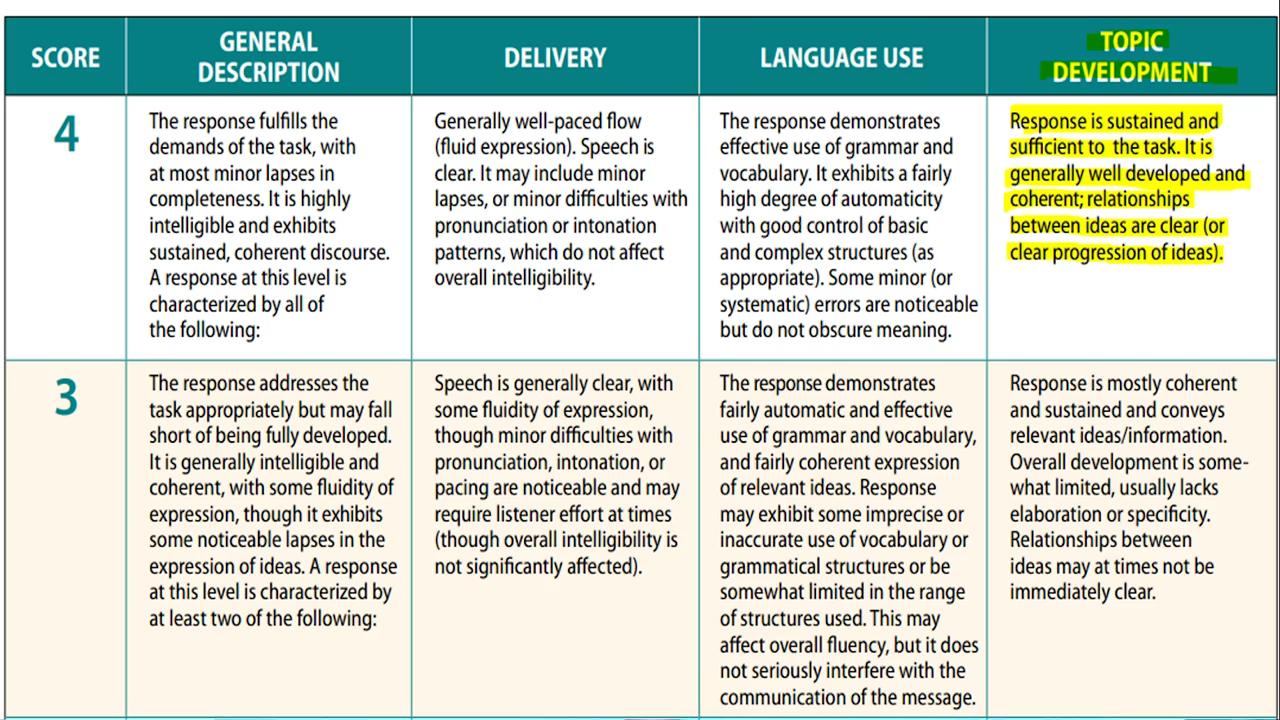 SCORE
GENERAL
DESCRIPTION
DELIVERY
LANGUAGE USE
TOPIC
DEVELOPMENT
4
The response fulfills the
demands of the task, with
at most minor lapses in
completeness. It is highly
intelligible and exhibits
sustained, coherent discourse.
A response at this level is
characterized by all of
the following:
Generally well-paced flow
(fluid expression). Speech is
clear. It may include minor
lapses, or minor difficulties with
pronunciation or intonation
patterns, which do not affect
overall intelligibility.
The response demonstrates
effective use of grammar and
vocabulary. It exhibits a fairly
high degree of automaticity
with good control of basic
and complex structures (as
appropriate). Some minor (or
systematic) errors are noticeable
but do not obscure meaning.
Response is sustained and
sufficient to the task. It is
generally well developed and
coherent; relationships
between ideas are clear (or
clear progression of ideas).
3
The response addresses the
task appropriately but may fall
short of being fully developed.
It is generally intelligible and
coherent, with some fluidity of
expression, though it exhibits
some noticeable lapses in the
expression of ideas. A response
at this level is characterized by
at least two of the following:
Speech is generally clear, with
some fluidity of expression,
though minor difficulties with
pronunciation, intonation, or
pacing are noticeable and may
require listener effort at times
(though overall intelligibility is
not significantly affected).
The response demonstrates
fairly automatic and effective
use of grammar and vocabulary,
and fairly coherent expression
of relevant ideas. Response
may exhibit some imprecise or
inaccurate use of vocabulary or
grammatical structures or be
somewhat limited in the range
of structures used. This may
affect overall fluency, but it does
not seriously interfere with the
communication of the message.
Response is mostly coherent
and sustained and conveys
relevant ideas/information.
Overall development is some-
what limited, usually lacks
elaboration or specificity.
Relationships between
ideas may at times not be
immediately clear.